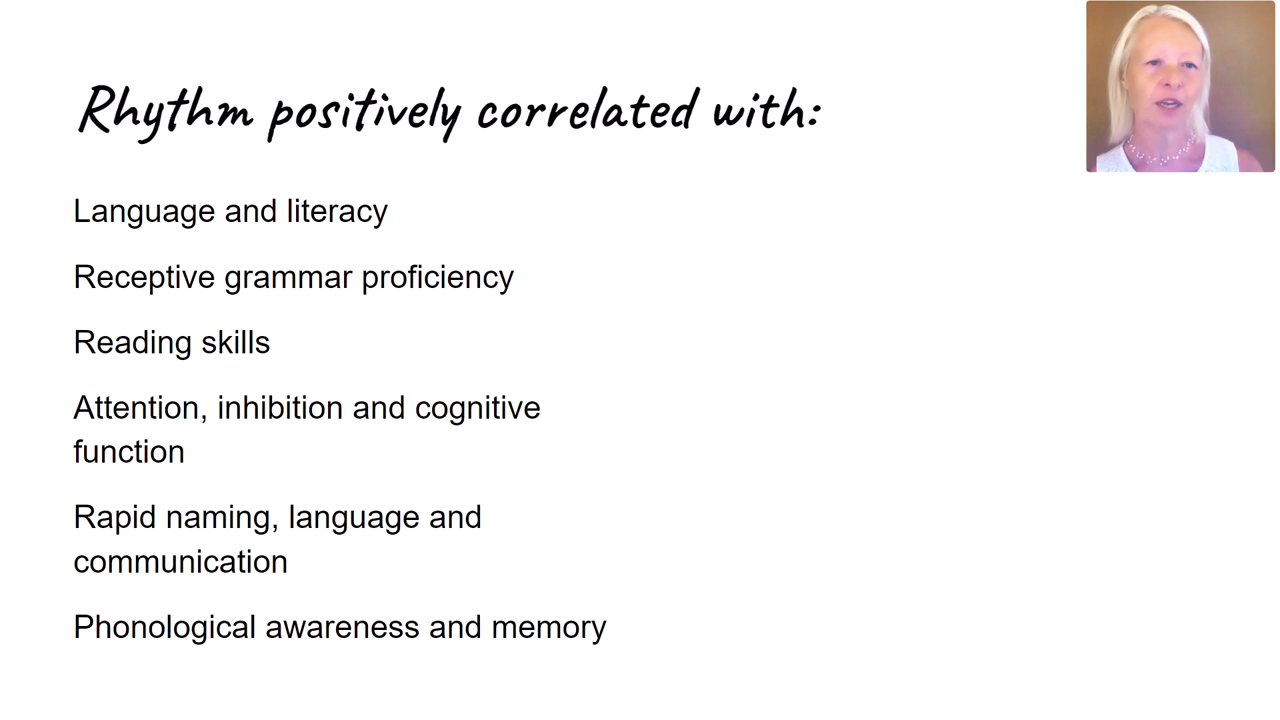 Rhythm positively correlated with:
Language and literacy
Receptive grammar proficiency
Reading skills
Attention, inhibition and cognitive
function
Rapid naming, language and
communication
Phonological awareness and memory